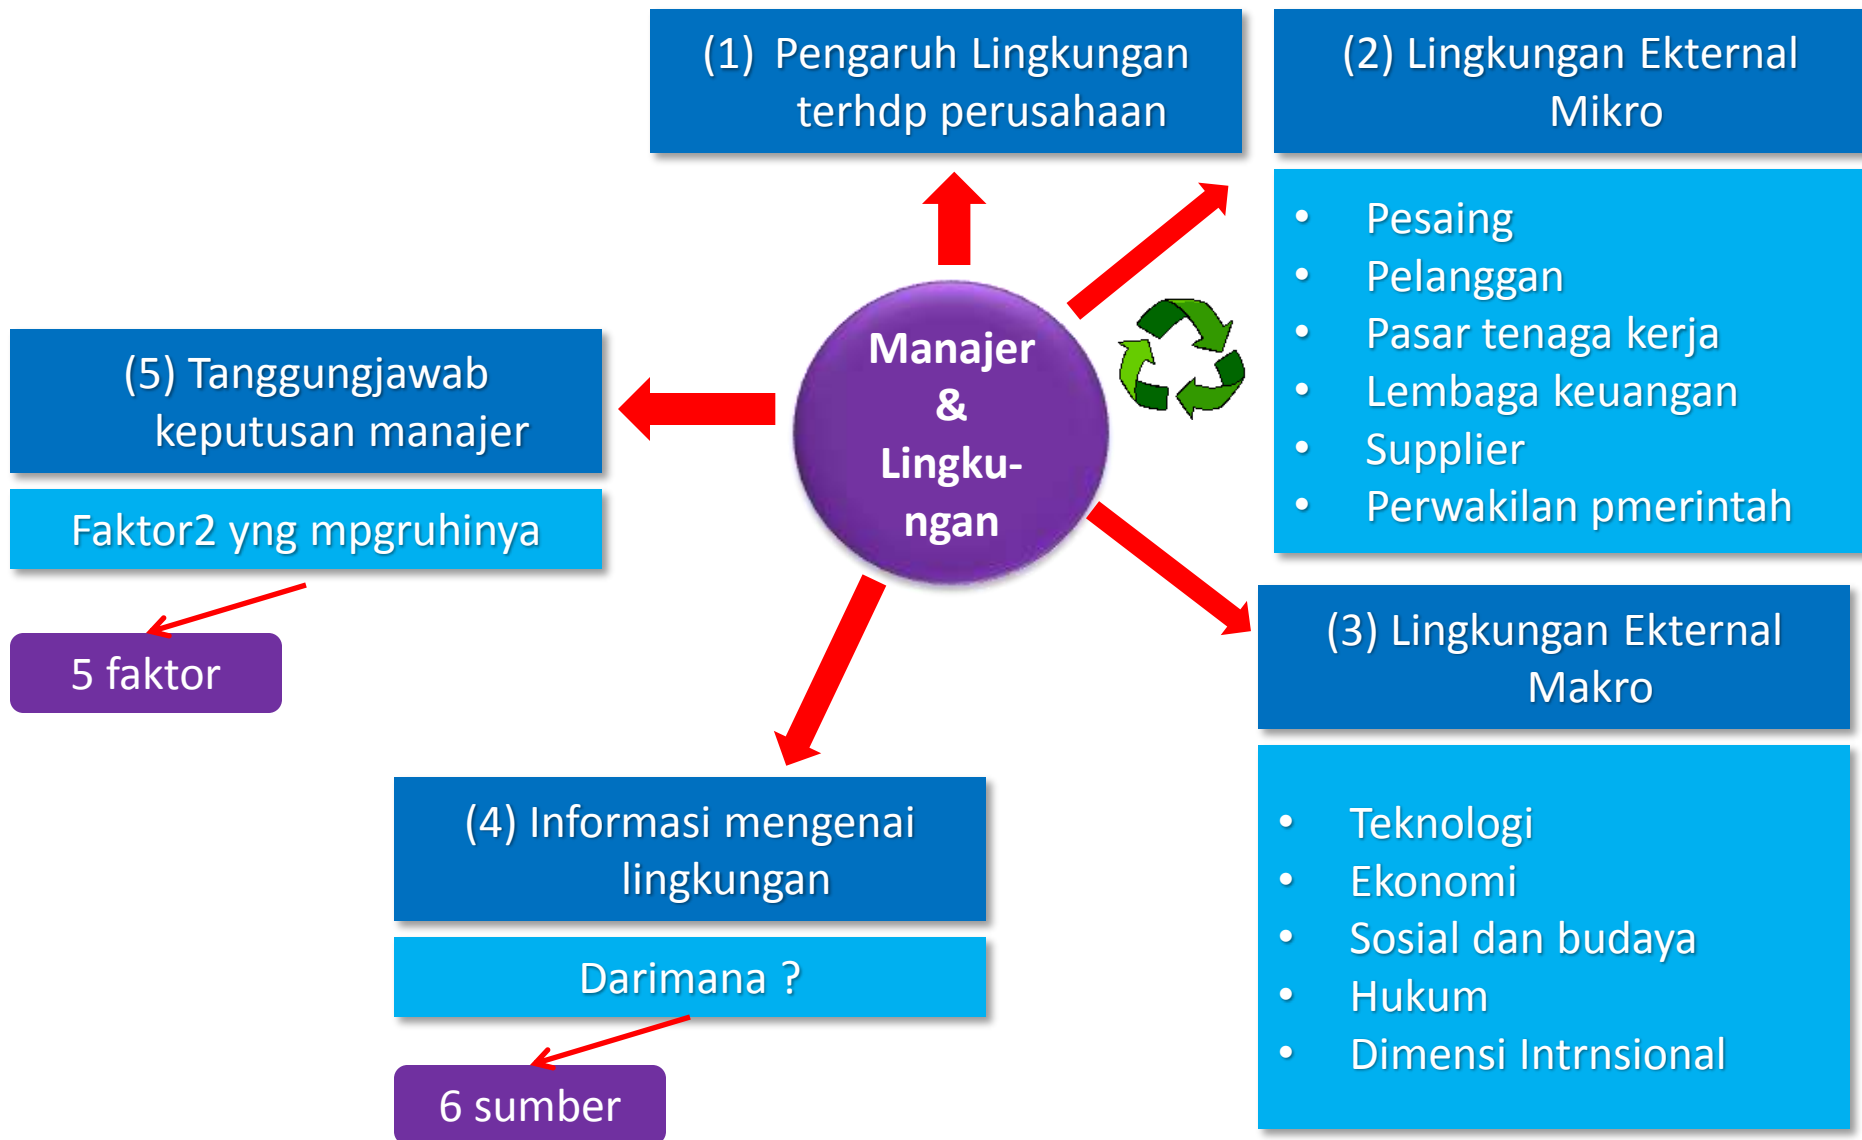 (1) Pengaruh Lingkungan
terhdp perusahaan
(2) Lingkungan Ekternal
Mikro
• Pesaing
• Pelanggan
• Pasar tenaga kerja
• Lembaga keuangan
• Supplier
• Perwakilan pmerintah
Manajer
&
Lingku-
ngan
(3) Lingkungan Ekternal
Makro
• Teknologi
• Ekonomi
• Sosial dan budaya
• Hukum
• Dimensi Intrnsional
(4) Informasi mengenai
lingkungan
Darimana ?
6 sumber
(5) Tanggungjawab
keputusan manajer
Faktor2 yng mpgruhinya
5 faktor